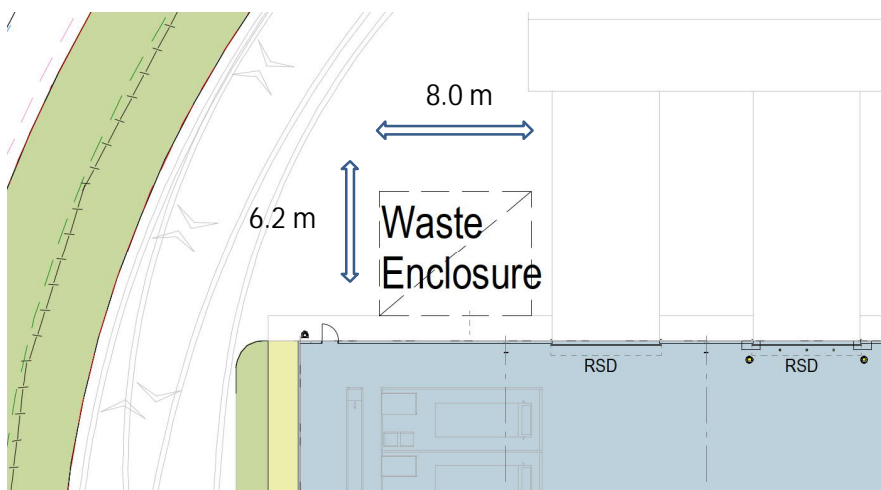 8.0 m
6.2 m
Waste
Enclosure
RSD
RSD